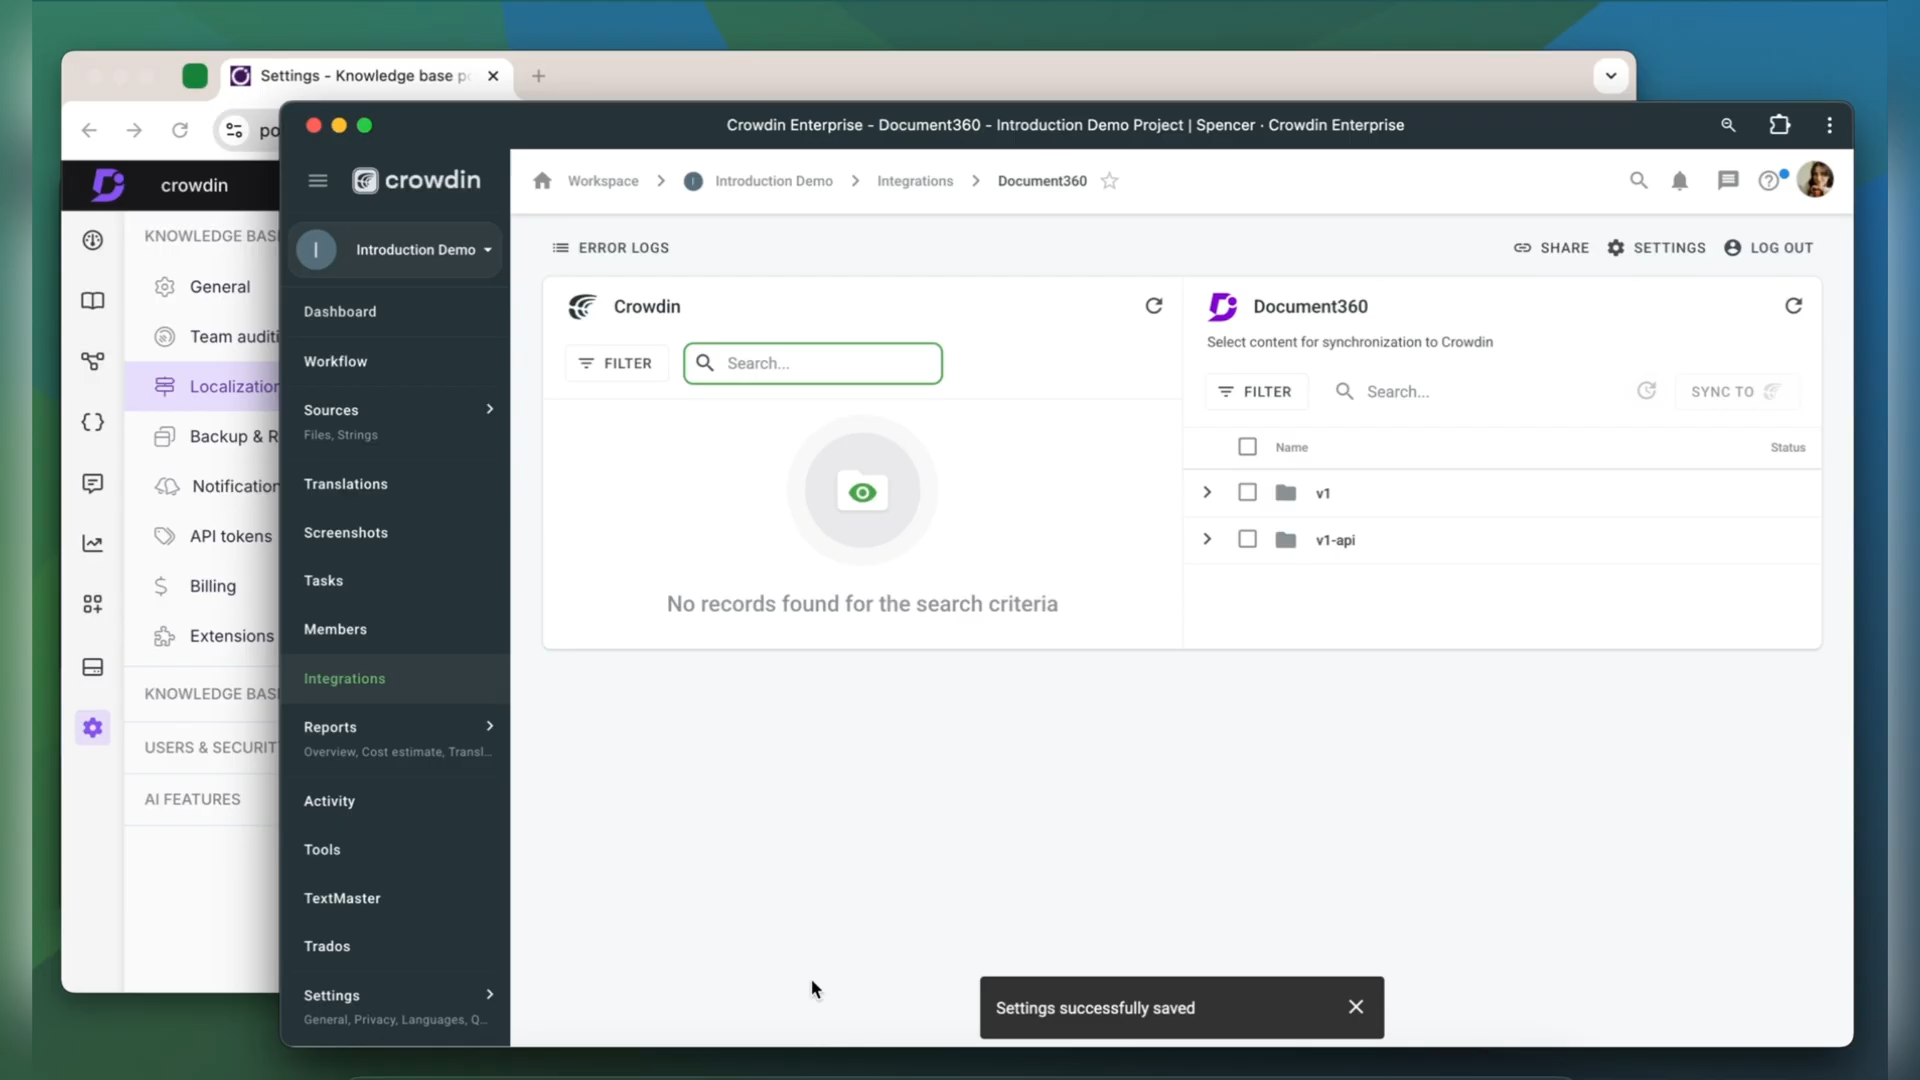 Settings - Knowledge base p
po
crowdin
KNOWLEDGE BAS
General
Team auditi
Localization
Backup & R
Notification
API tokens
Billing
Extensions
KNOWLEDGE BAS
USERS & SECURIT
AI FEATURES
Crowdin Enterprise - Document360 - Introduction Demo Project | Spencer · Crowdin Enterprise
crowdin
I Introduction Demo
Dashboard
Workflow
Sources
Files, Strings
Translations
Screenshots
Tasks
Members
Integrations
Reports
Overview, Cost estimate, Transl...
Activity
Tools
TextMaster
Trados
Settings
General, Privacy, Languages, Q...
Workspace > I Introduction Demo > Integrations > Document360
ERROR LOGS
SHARE SETTINGS LOG OUT
Crowdin
FILTER Search...
No records found for the search criteria
Document360
Select content for synchronization to Crowdin
FILTER Search... SYNC TO
Name Status
v1
v1-api
Settings successfully saved